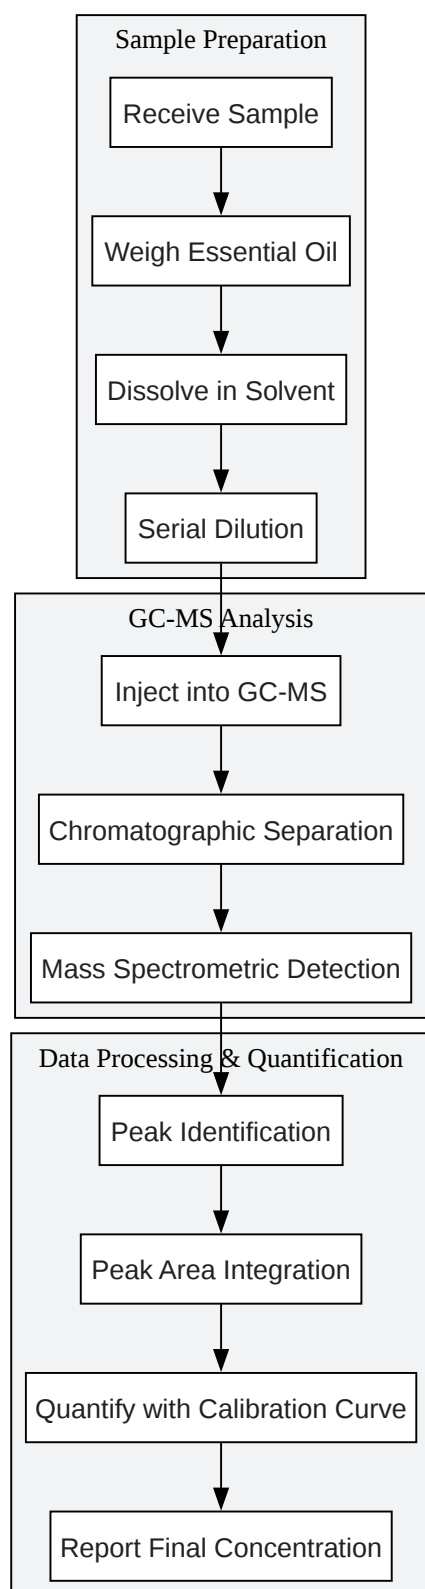 Sample Preparation
Receive Sample
Weigh Essential Oil
Dissolve in Solvent
Serial Dilution
GC-MS Analysis
Inject into GC-MS
Chromatographic Separation
Mass Spectrometric Detection
Data Processing & Quantification
Peak Identification
Peak Area Integration
Quantify with Calibration Curve
Report Final Concentration